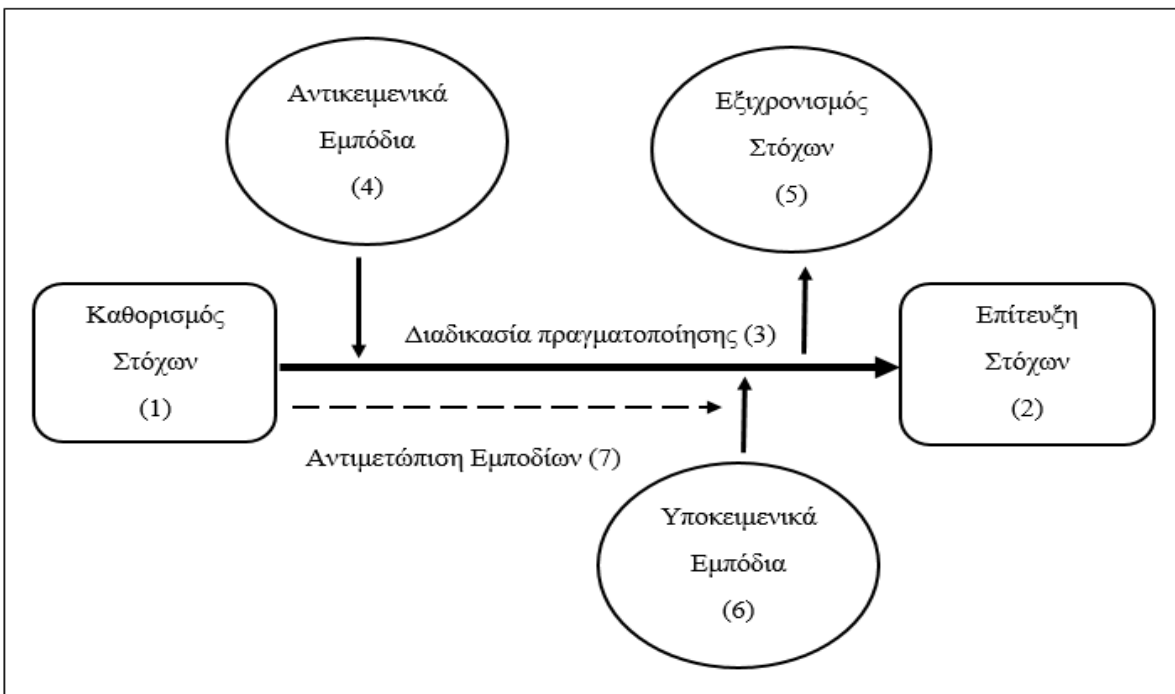 Αντικειμενικά
Εμπόδια
(4)
Εξιχρονισμός
Στόχων
(5)
Καθορισμός
Στόχων
(1)
Διαδικασία πραγματοποίησης (3)
Επίτευξη
Στόχων
(2)
Αντιμετώπιση Εμποδίων (7)
Υποκειμενικά
Εμπόδια
(6)